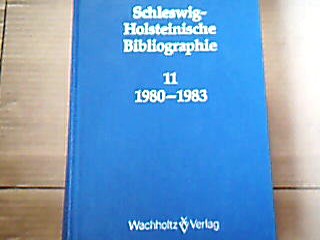 Schleswig-
Holsteinische
Bibliographie
11
1980–1983
Wachholtz Verlag